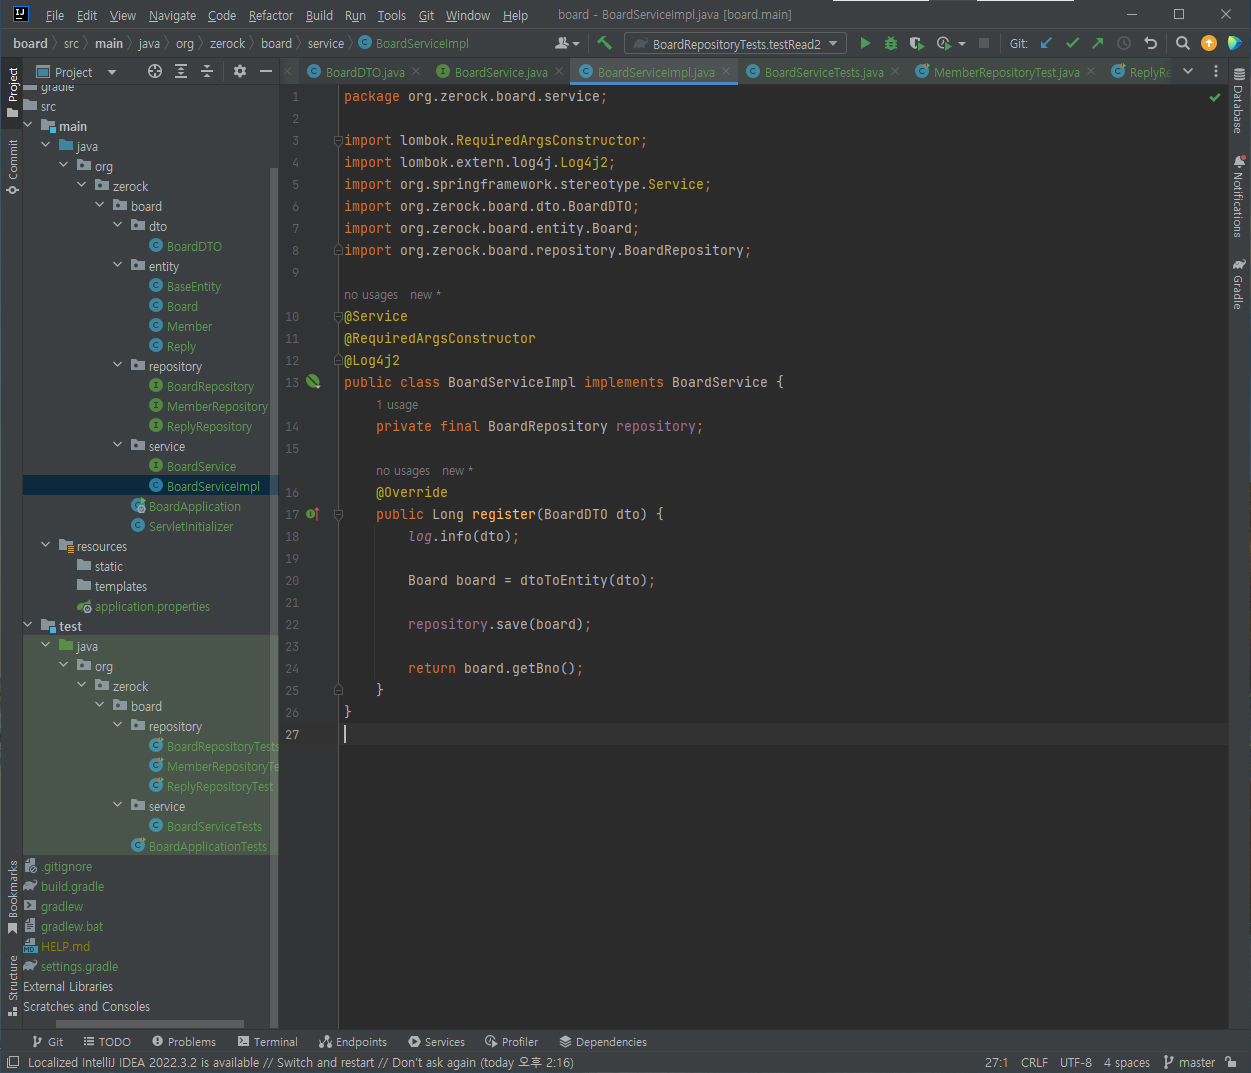 File Edit View Navigate Code Refactor Build Run Tools Git Window Help board - BoardServiceImpl.java [board.main]
board src main java org zerock board service BoardServiceImpl BoardRepositoryTests.testRead2 Git:
Project BoardDTO.java BoardService.java BoardServiceImpl.java BoardServiceTests.java MemberRepositoryTest.java ReplyRe
Project
Commit
Bookmarks
Structure
gradle
src
main
java
org
zerock
board
dto
BoardDTO
entity
BaseEntity
Board
Member
Reply
repository
BoardRepository
MemberRepository
ReplyRepository
service
BoardService
BoardServiceImpl
BoardApplication
ServletInitializer
resources
static
templates
application.properties
test
java
org
zerock
board
repository
BoardRepositoryTests
MemberRepositoryTe
ReplyRepositoryTest
service
BoardServiceTests
BoardApplicationTests
.gitignore
build.gradle
gradlew
gradlew.bat
HELP.md
settings.gradle
External Libraries
Scratches and Consoles
1 package org.zerock.board.service;
2
3 import lombok.RequiredArgsConstructor;
4 import lombok.extern.log4j.Log4j2;
5 import org.springframework.stereotype.Service;
6 import org.zerock.board.dto.BoardDTO;
7 import org.zerock.board.entity.Board;
8 import org.zerock.board.repository.BoardRepository;
9
no usages new *
10 @Service
11 @RequiredArgsConstructor
12 @Log4j2
13 public class BoardServiceImpl implements BoardService {
1 usage
14 private final BoardRepository repository;
15
no usages new *
16 @Override
17 public Long register(BoardDTO dto) {
18 log.info(dto);
19
20 Board board = dtoToEntity(dto);
21
22 repository.save(board);
23
24 return board.getBno();
25 }
26 }
27
Database
Notifications
Gradle
Git TODO Problems Terminal Endpoints Services Profiler Dependencies
Localized IntelliJ IDEA 2022.3.2 is available // Switch and restart // Don't ask again (today 오후 2:16) 27:1 CRLF UTF-8 4 spaces master